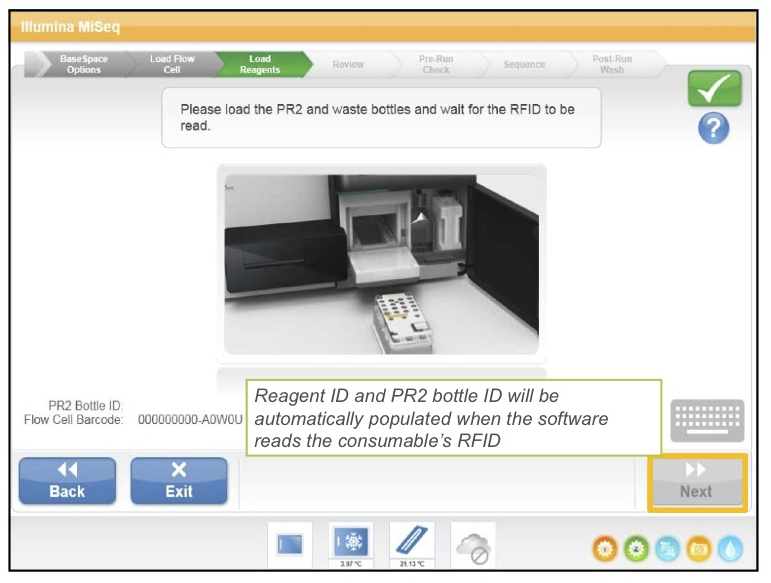 Illumina MiSeq
BaseSpace
Options
Load Flow
Cell
Load
Reagents
Review
Pre-Run
Check
Sequence
Post-Run
Wash
Please load the PR2 and waste bottles and wait for the RFID to be
read.
PR2 Bottle ID:
Flow Cell Barcode: 000000000-A0W0U
Reagent ID and PR2 bottle ID will be
automatically populated when the software
reads the consumable's RFID
Back
Exit
Next
3.97 °C
21.13 °C